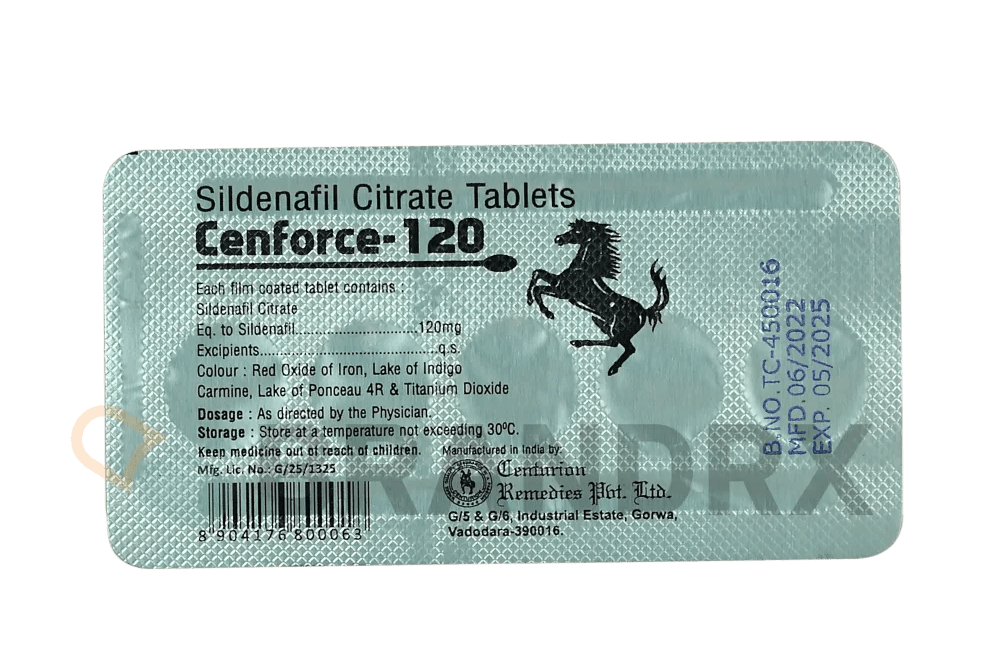 Sildenafil Citrate Tablets
Cenforce-120
Each film coated tablet contains :
Sildenafil Citrate
Eq. to Sildenafil..............................120mg
Excipients..........................................q.s.
Colour : Red Oxide of Iron, Lake of Indigo
Carmine, Lake of Ponceau 4R & Titanium Dioxide
Dosage : As directed by the Physician.
Storage : Store at a temperature not exceeding 30ºC.
Keep medicine out of reach of children.
Mfg. Lic. No.: G/25/1325
8 904176 800063
Manufactured in India by:
Centurion
Remedies Pvt. Ltd.
G/5 & G/6, Industrial Estate, Gorwa,
Vadodara-390016.
B.NO.TC-450016
MFD.06/2022
EXP. 05/2025